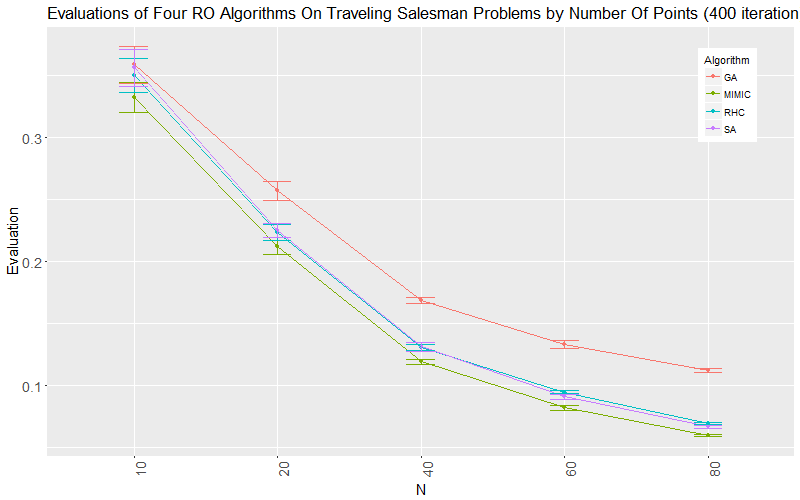 Evaluations of Four RO Algorithms On Traveling Salesman Problems by Number Of Points (400 iteration
Algorithm
GA
MIMIC
RHC
SA
Evaluation
0.3
0.2
0.1
10
20
40
60
80
N